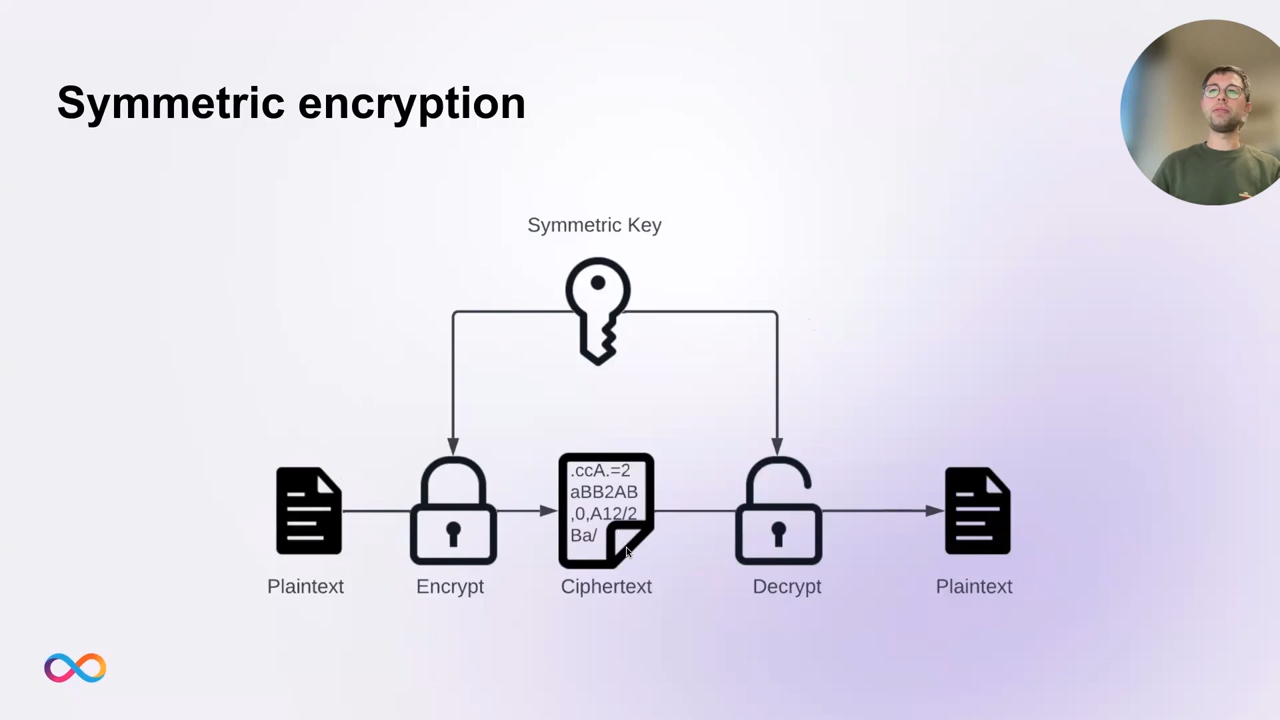 Symmetric encryption
Symmetric Key
.ccA.=2
aBB2AB
,0,A12/2
Ba/
Plaintext
Encrypt
Ciphertext
Decrypt
Plaintext